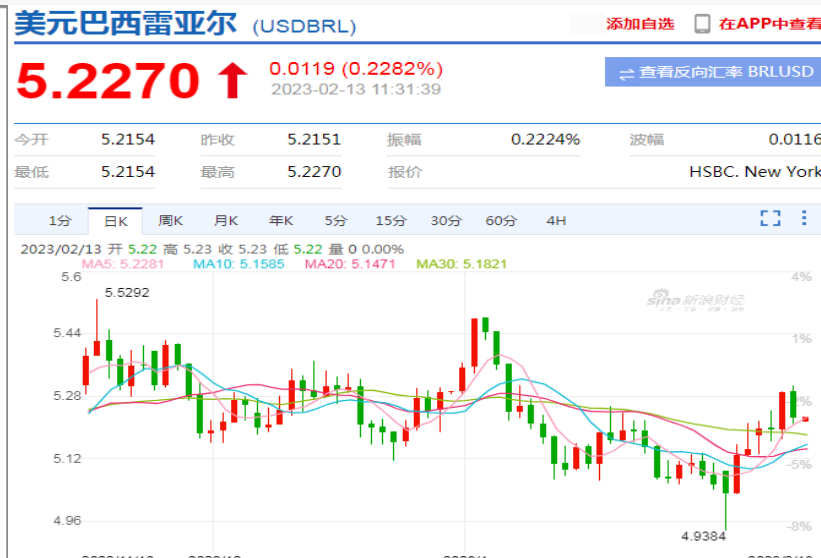 美元巴西雷亚尔 (USDBRL) 添加自选 在APP中查看
5.2270 0.0119 (0.2282%)
2023-02-13 11:31:39
查看反向汇率 BRLUSD
今开 5.2154 昨收 5.2151 振幅 0.2224% 波幅 0.0116
最低 5.2154 最高 5.2270 报价 HSBC. New York
1分 日K 周K 月K 年K 5分 15分 30分 60分 4H
2023/02/13 开 5.22 高 5.23 收 5.23 低 5.22 量 0 0.00%
MA5: 5.2281 MA10: 5.1585 MA20: 5.1471 MA30: 5.1821
5.6 4%
5.5292
sina 新浪财经
5.44 1%
5.28
5.12 -5%
4.96 -8%
4.9384